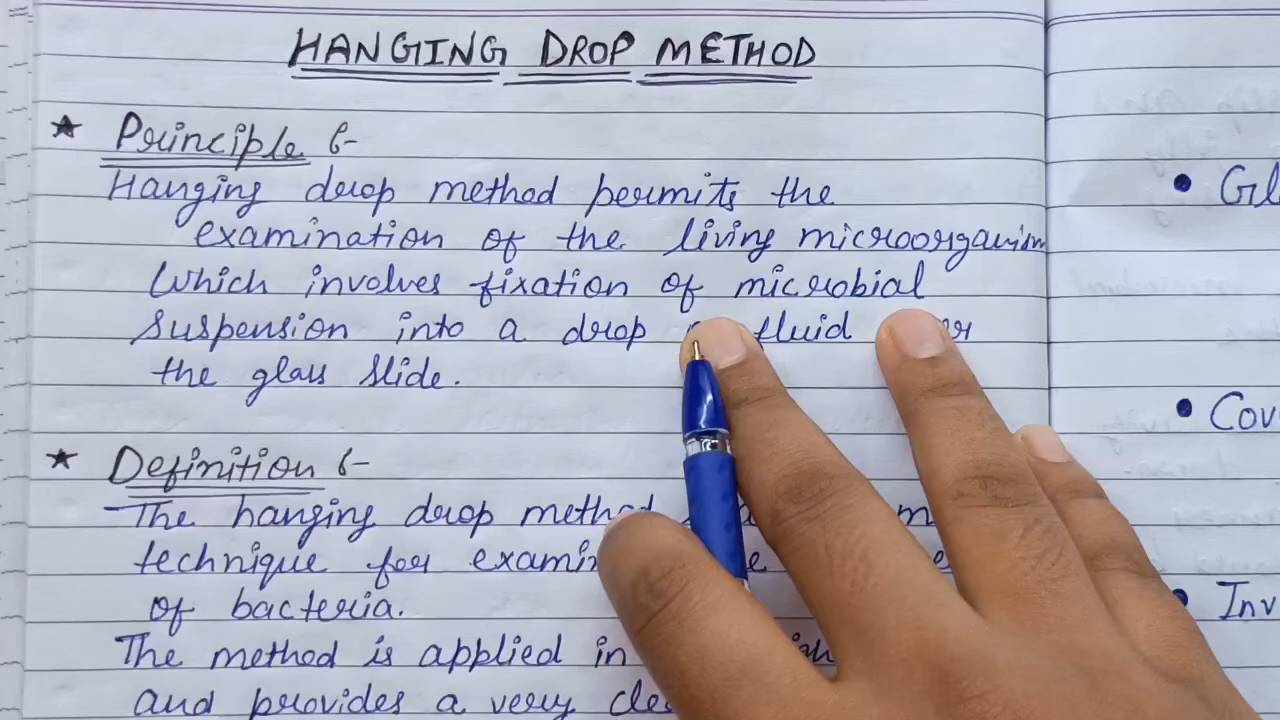 HANGING DROP METHOD
★ Principle :-
Hanging drop method permits the
examination of the living microorganism
which involves fixation of microbial
suspension into a drop fluid
the glass slide.
★ Definition :-
The hanging drop method
technique for
of bacteria.
The method is applied in
and provides a very
• Gl
• Cov
• Inv